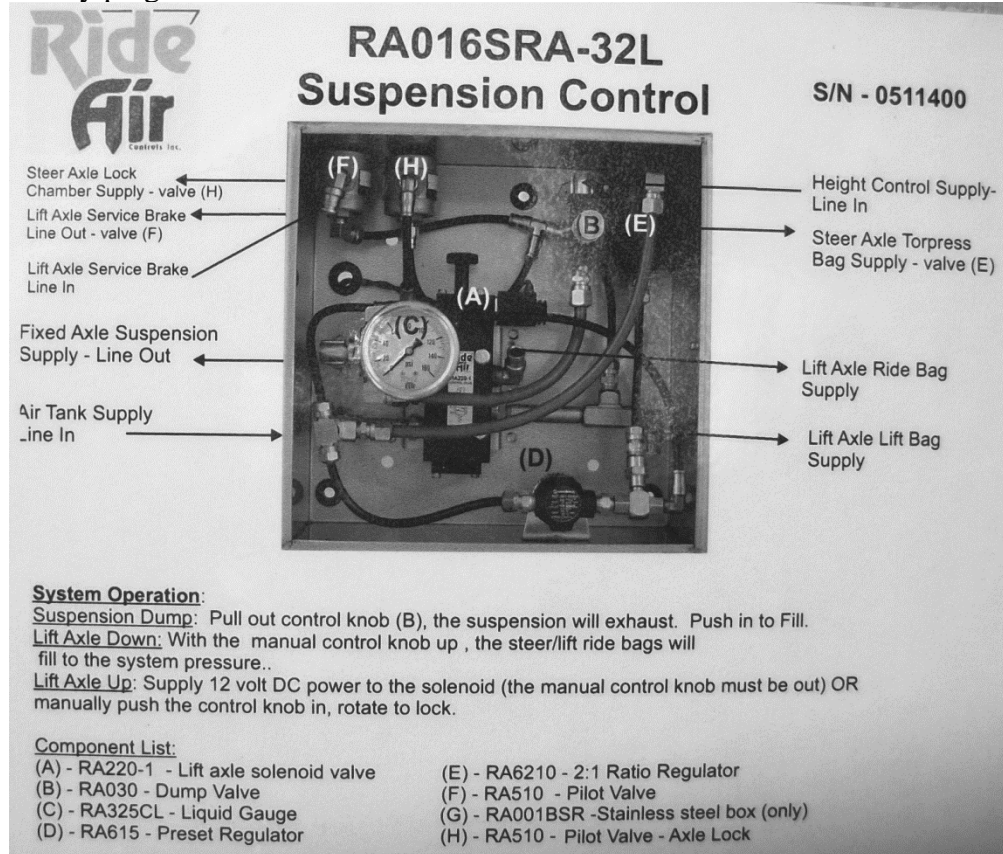 Ride
Air
Controls Inc.
RA016SRA-32L
Suspension Control
S/N - 0511400
Steer Axle Lock
Chamber Supply - valve (H)
Lift Axle Service Brake
Line Out - valve (F)
Lift Axle Service Brake
Line In
Fixed Axle Suspension
Supply - Line Out
Air Tank Supply
Line In
(F)
(H)
B
(E)
(A)
(C)
(D)
Height Control Supply-
Line In
Steer Axle Torpress
Bag Supply - valve (E)
Lift Axle Ride Bag
Supply
Lift Axle Lift Bag
Supply
System Operation:
Suspension Dump: Pull out control knob (B), the suspension will exhaust. Push in to Fill.
Lift Axle Down: With the manual control knob up , the steer/lift ride bags will
fill to the system pressure..
Lift Axle Up: Supply 12 volt DC power to the solenoid (the manual control knob must be out) OR
manually push the control knob in, rotate to lock.
Component List:
(A) - RA220-1 - Lift axle solenoid valve
(B) - RA030 - Dump Valve
(C) - RA325CL - Liquid Gauge
(D) - RA615 - Preset Regulator
(E) - RA6210 - 2:1 Ratio Regulator
(F) - RA510 - Pilot Valve
(G) - RA001BSR -Stainless steel box (only)
(H) - RA510 - Pilot Valve - Axle Lock